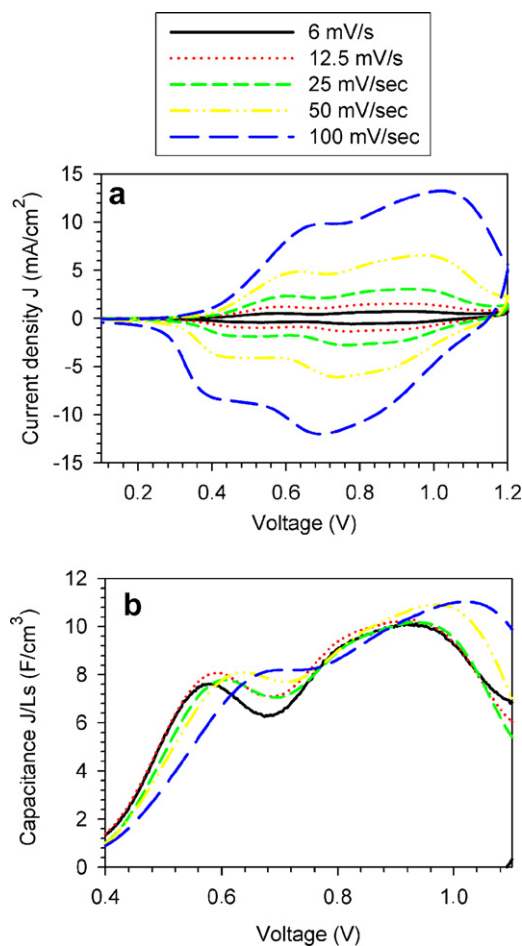 6 mV/s
12.5 mV/s
25 mV/sec
50 mV/sec
100 mV/sec
a
15
10
5
0
-5
-10
-15
Current density J (mA/cm²)
0.2 0.4 0.6 0.8 1.0 1.2
Voltage (V)
b
12
10
8
6
4
2
0
Capacitance J/Ls (F/cm³)
0.4 0.6 0.8 1.0
Voltage (V)